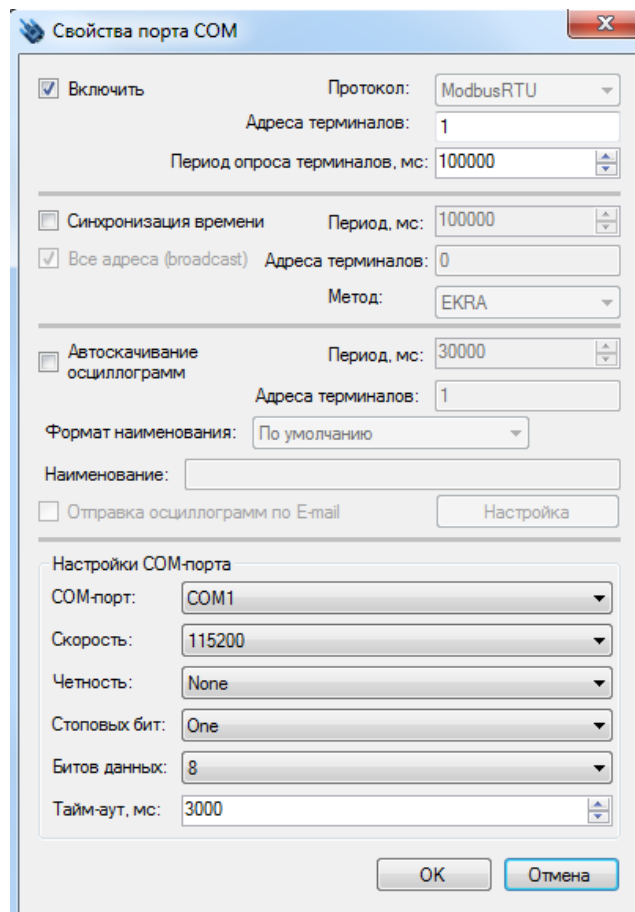 Свойства порта COM
Включить Протокол: ModbusRTU
Адреса терминалов: 1
Период опроса терминалов, мс: 100000
Синхронизация времени Период, мс: 100000
Все адреса (broadcast) Адреса терминалов: 0
Метод: EKRA
Автоскачивание
осциллограмм Период, мс: 30000
Адреса терминалов: 1
Формат наименования: По умолчанию
Наименование:
Отправка осциллограмм по E-mail Настройка
Настройки COM-порта
COM-порт: COM1
Скорость: 115200
Четность: None
Стоповых бит: One
Битов данных: 8
Тайм-аут, мс: 3000
OK Отмена